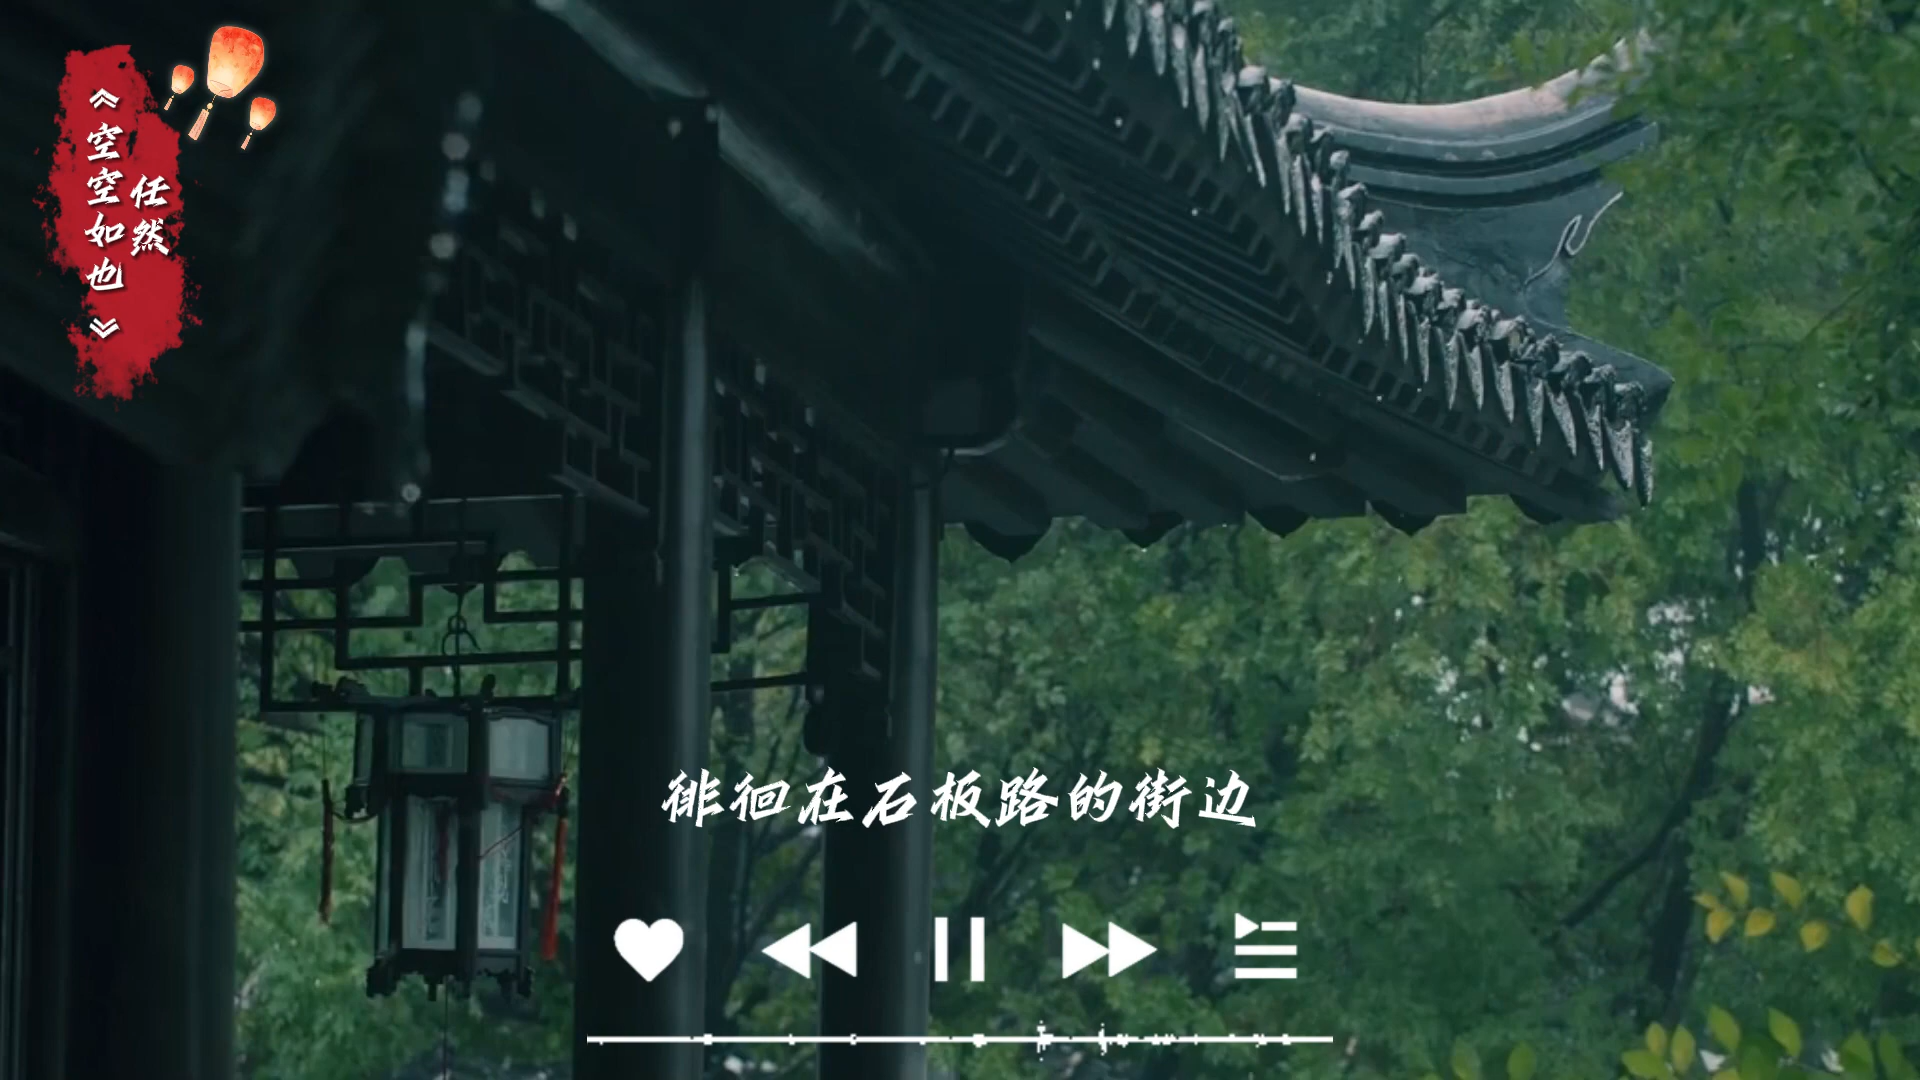 《空空如也》
任然
徘徊在石板路的街边